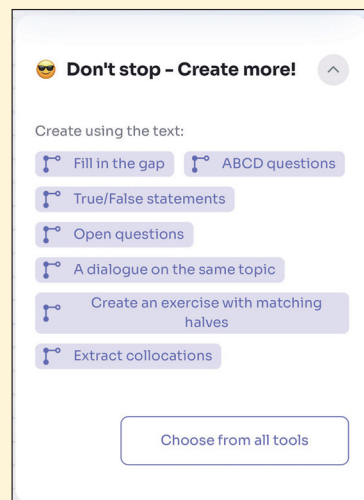 😎 Don't stop – Create more!
Create using the text:
Fill in the gap ABCD questions
True/False statements
Open questions
A dialogue on the same topic
Create an exercise with matching
halves
Extract collocations
Choose from all tools